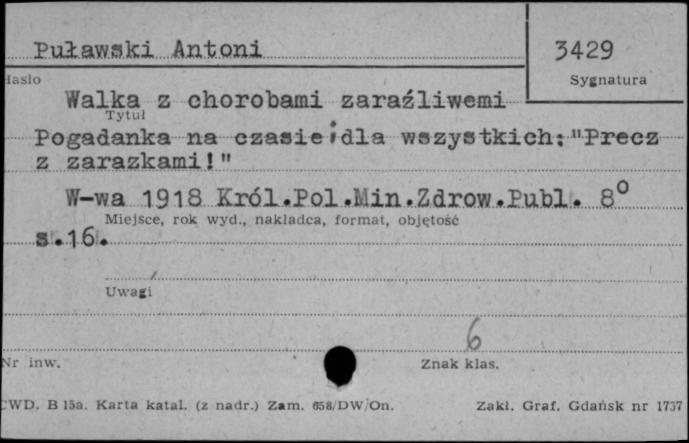 Puławski Antoni
3429
Hasło
Sygnatura
Walka z chorobami zaraźliwemi
Tytuł
Pogadanka na czasie dla wszystkich: "Precz
z zarazkami!"
W-wa 1918 Król.Pol.Min.Zdrow.Publ. 8°
Miejsce, rok wyd., nakładca, format, objętość
s.16.
Uwagi
6
Nr inw.
Znak klas.
CWD. B 15a. Karta katal. (z nadr.) Zam. 658/DW/On.
Zakł. Graf. Gdańsk nr 1737